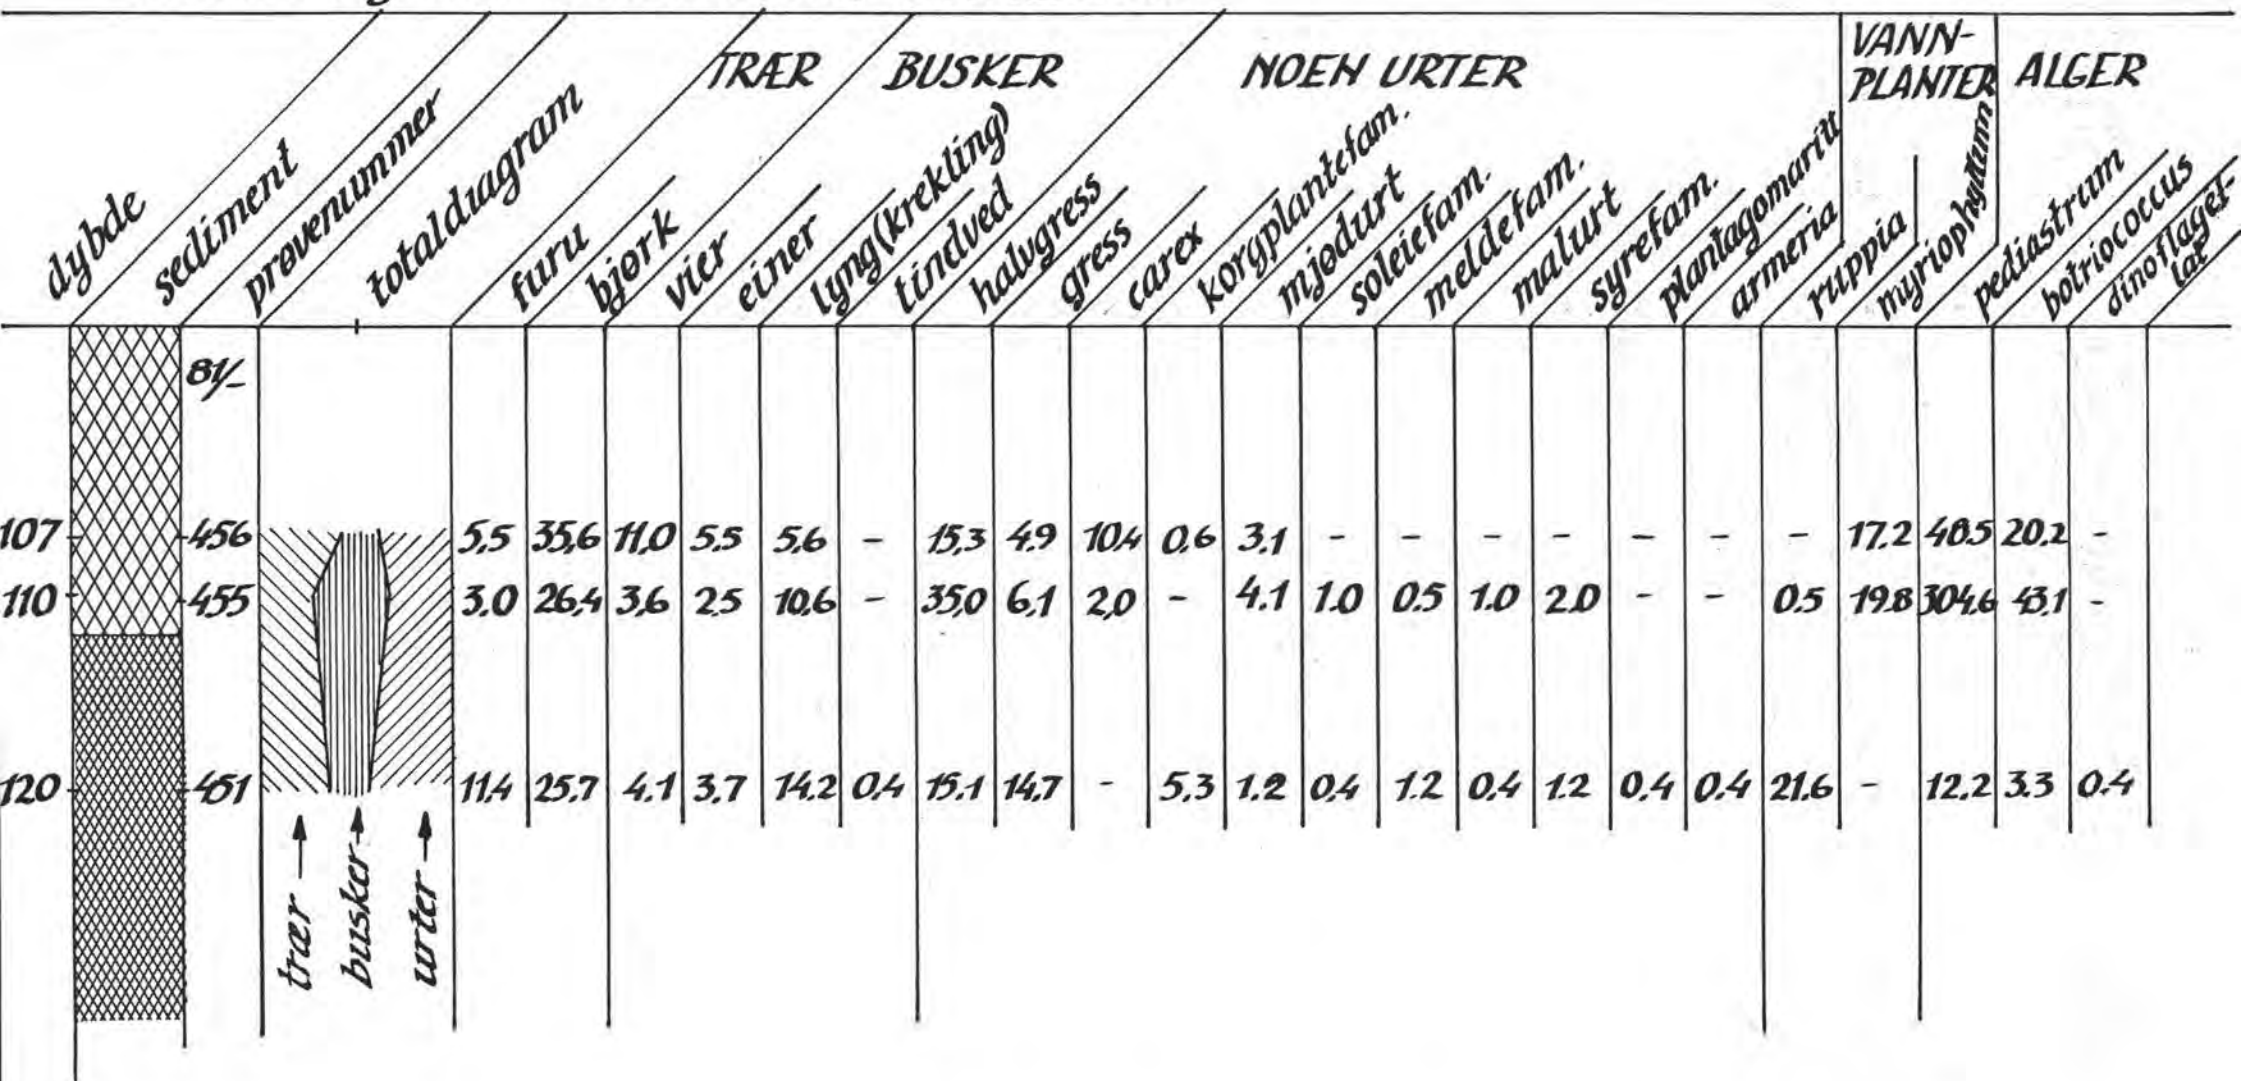 TRÆR BUSKER NOEN URTER VANN-PLANTER ALGER
dybde
sediment
prøvenummer
totaldiagram
furu
bjørk
vier
einer
lyng(krekling)
tindved
halvgress
gress
carex
korgplantefam.
mjødurt
soleiefam.
meldefam.
malurt
syrefam.
plantagomaritt
armeria
ruppia
myriophyllum
pediastrum
botriococcus
dinoflagel-
lat
81/-
107 456 5,5 35,6 11,0 5,5 5,6 - 15,3 4,9 10,4 0,6 3,1 - - - - - - - 17.2 48.5 20.2 -
110 455 3.0 26,4 3,6 2,5 10,6 - 35,0 6,1 2,0 - 4.1 1.0 0.5 1.0 2.0 - - 0.5 19.8 304.6 43,1 -
120 451 11,4 25,7 4.1 3,7 14.2 0,4 15.1 14,7 - 5,3 1.2 0,4 1.2 0,4 1.2 0,4 0.4 21.6 - 12.2 3.3 0.4
trær →
busker →
urter →